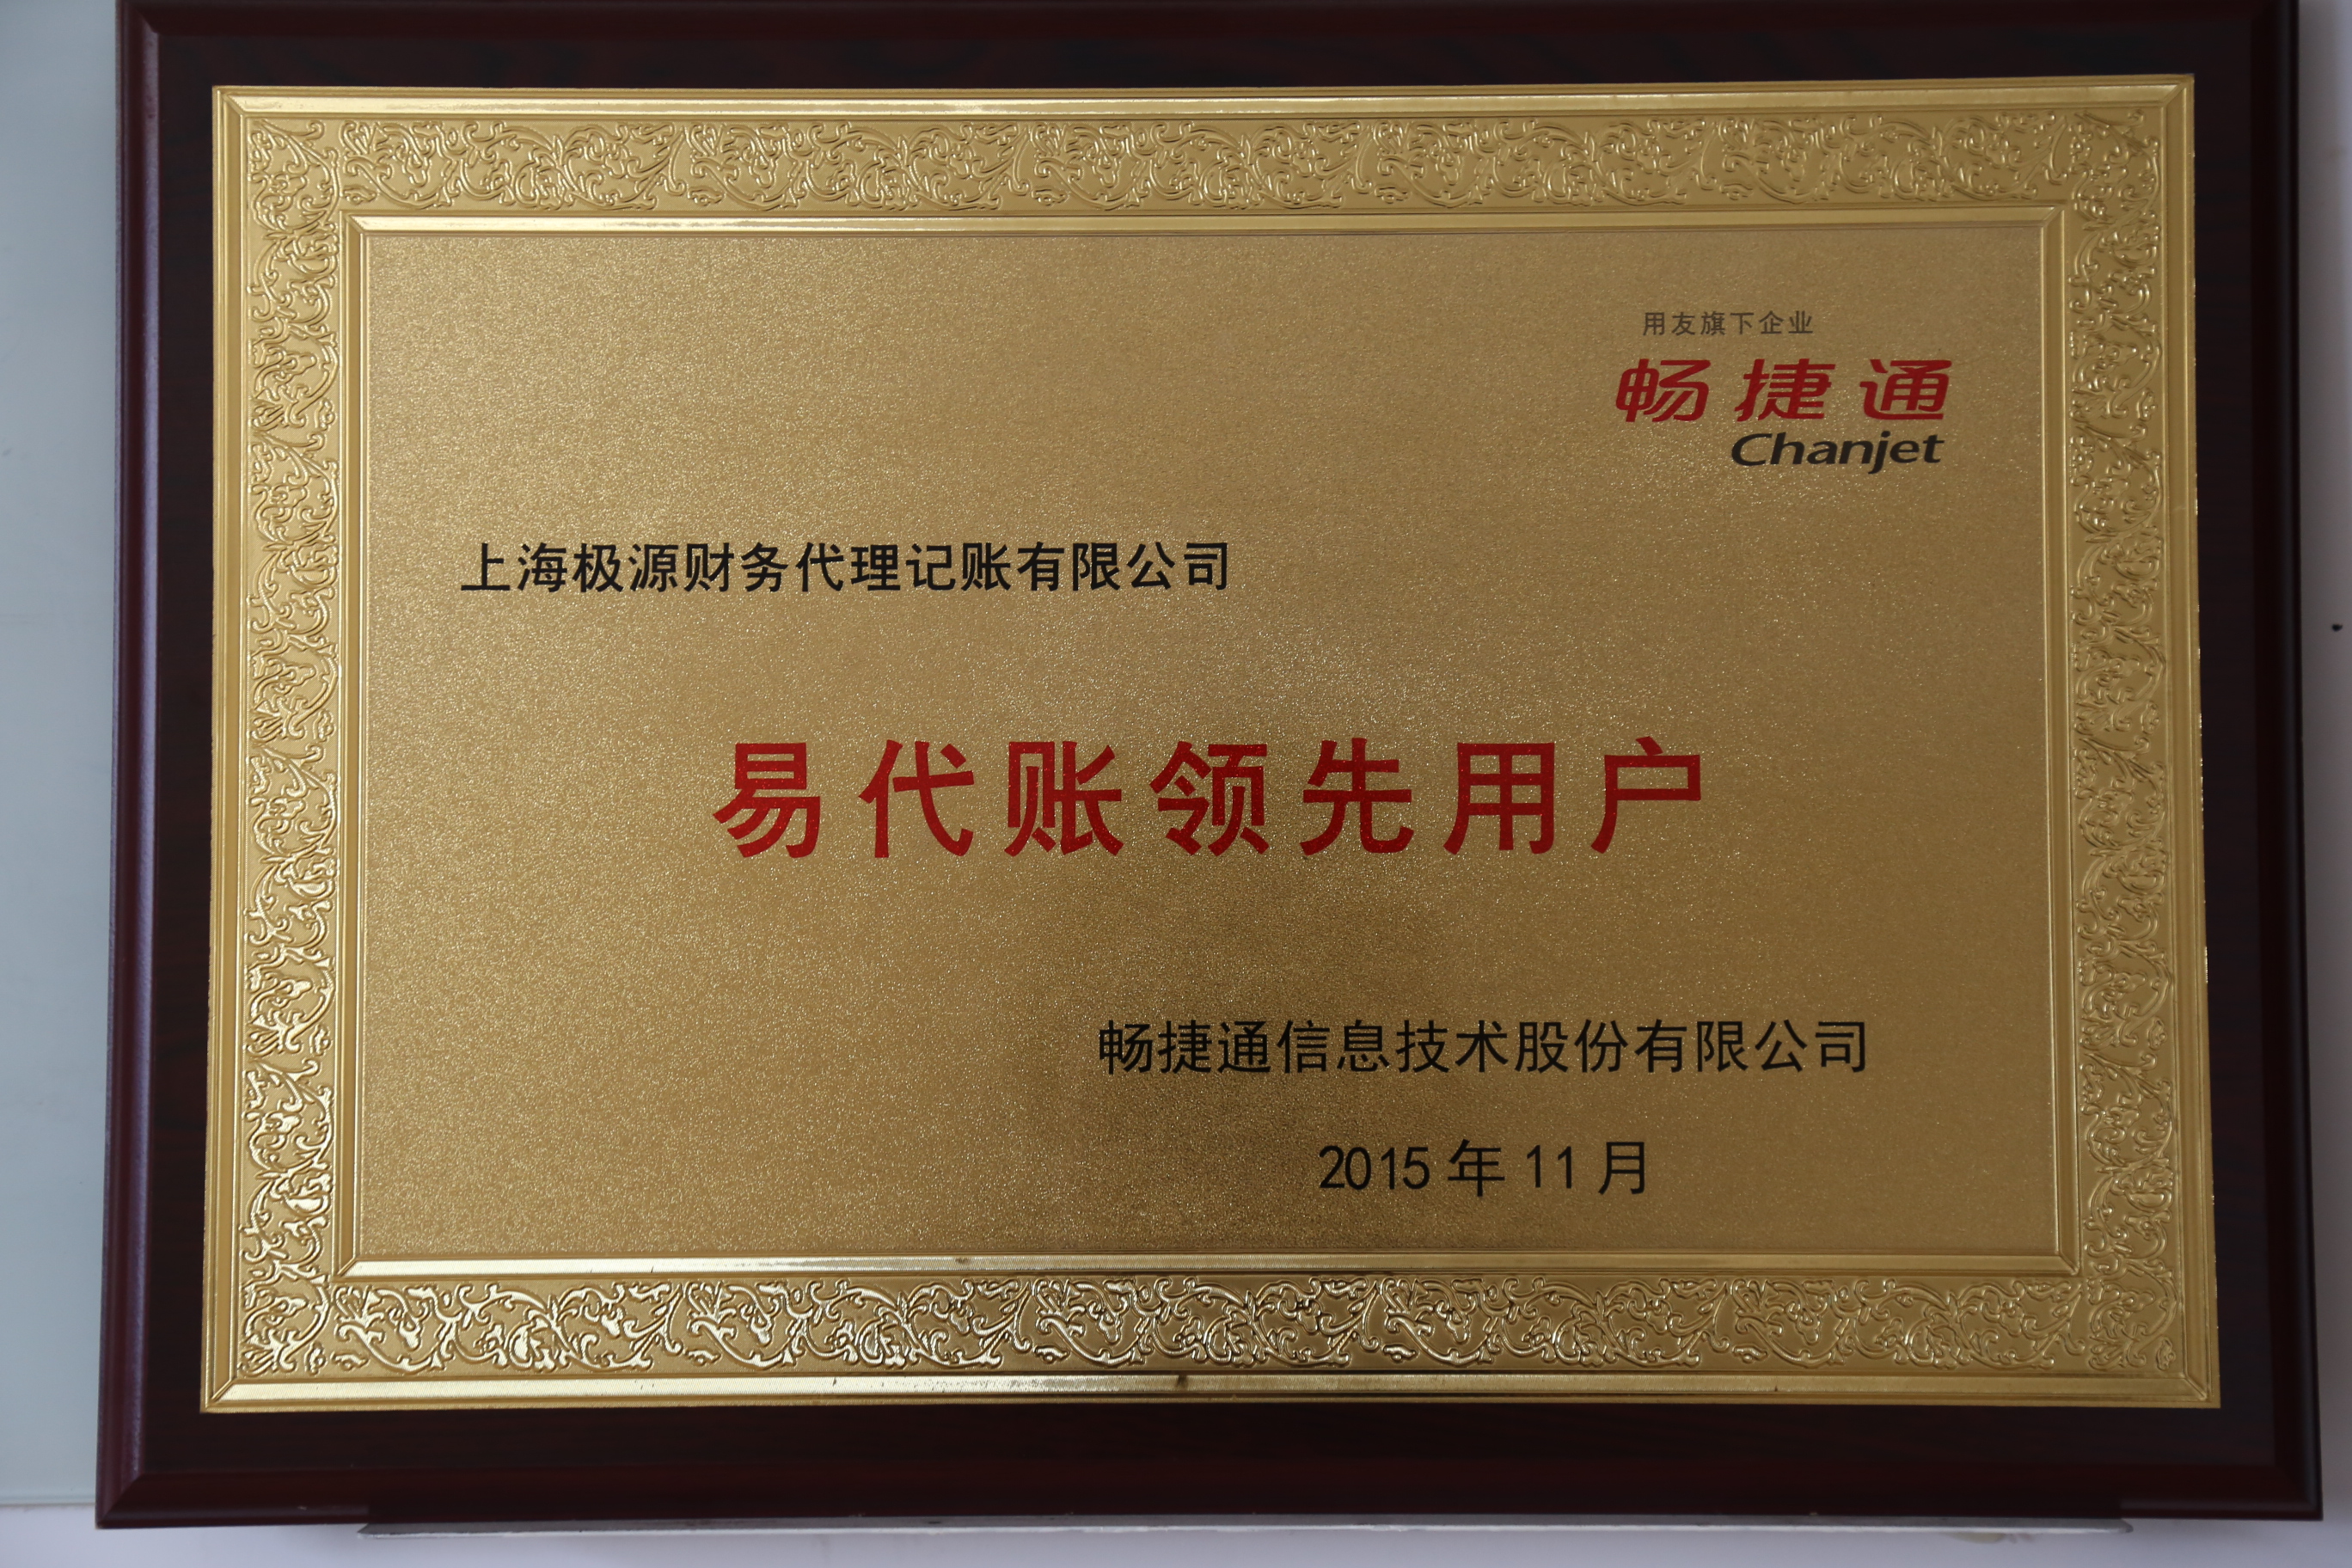 用友旗下企业
畅捷通
Chanjet
上海极源财务代理记账有限公司
易代账领先用户
畅捷通信息技术股份有限公司
2015年11月